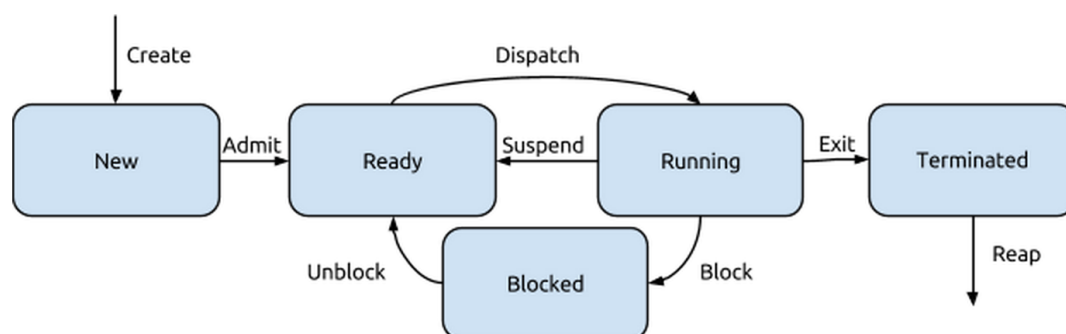 Create
Dispatch
New
Admit
Ready
Suspend
Running
Exit
Terminated
Unblock
Blocked
Block
Reap